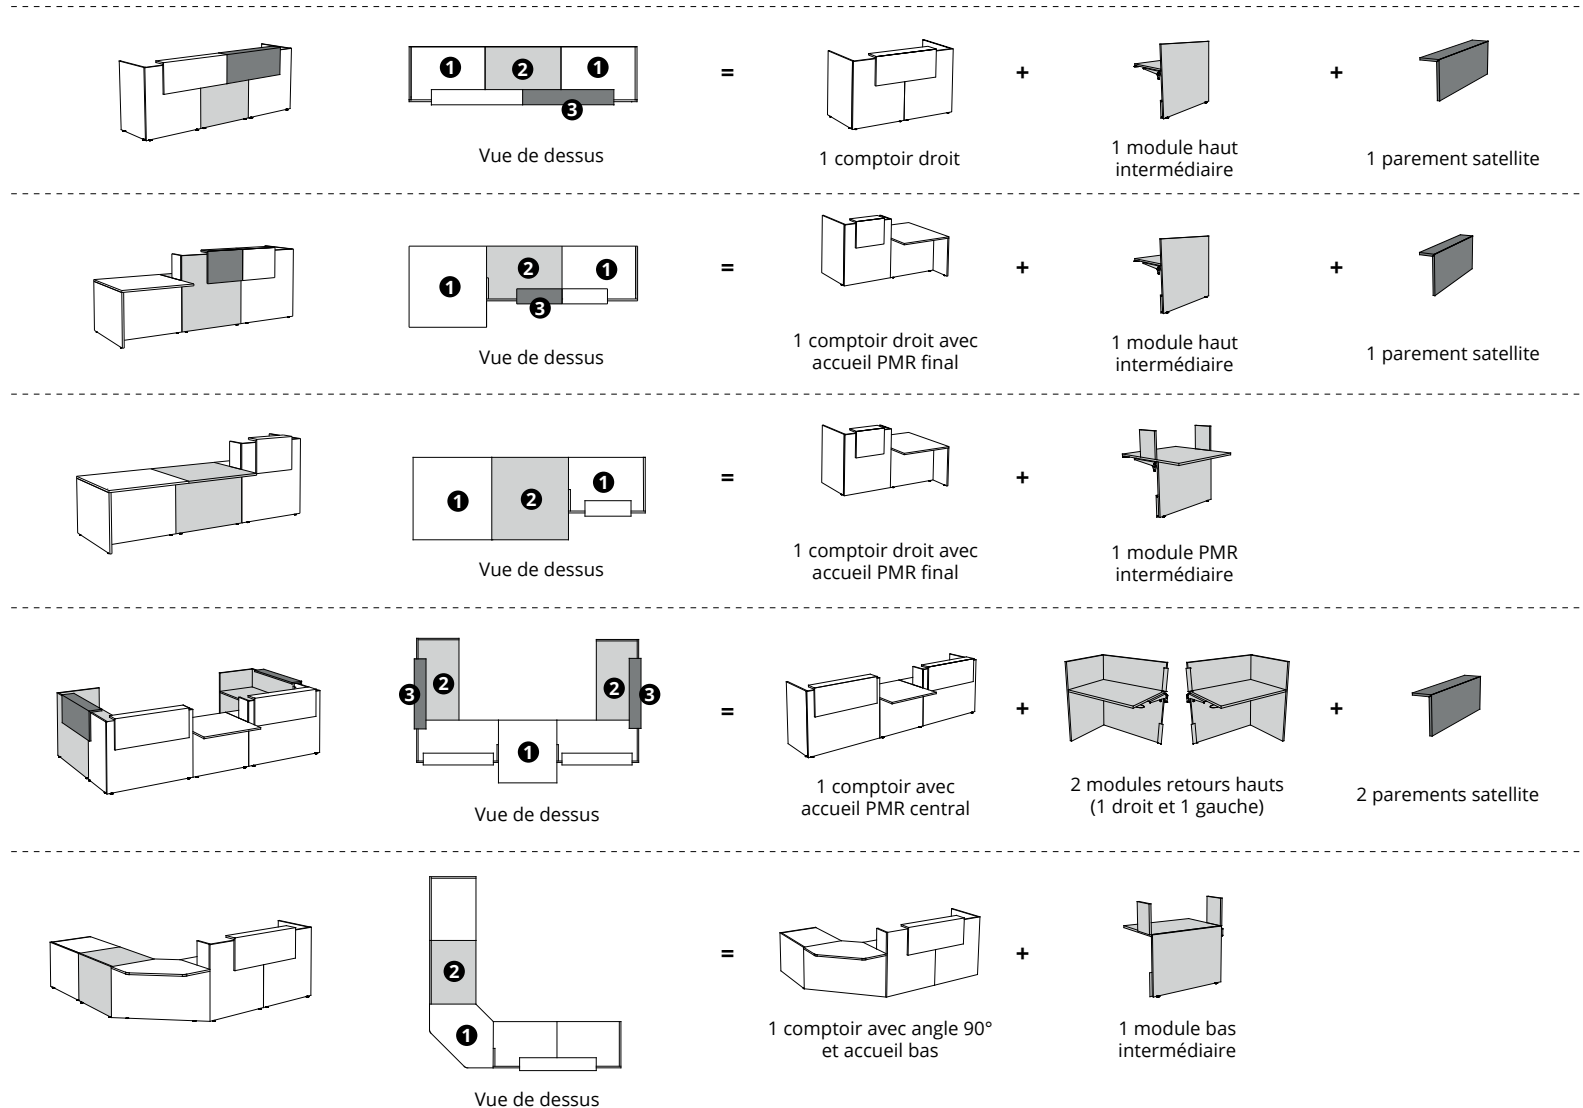 ❶ ❷ ❶ = + +
❸
Vue de dessus
1 comptoir droit
1 module haut
intermédiaire
1 parement satellite
❶ ❷ ❶ = + +
❸
Vue de dessus
1 comptoir droit avec
accueil PMR final
1 module haut
intermédiaire
1 parement satellite
❶ ❷ ❶ = +
Vue de dessus
1 comptoir droit avec
accueil PMR final
1 module PMR
intermédiaire
❸ ❷ ❷ ❸ = + +
❶
Vue de dessus
1 comptoir avec
accueil PMR central
2 modules retours hauts
(1 droit et 1 gauche)
2 parements satellite
❷ = +
❶
Vue de dessus
1 comptoir avec angle 90°
et accueil bas
1 module bas
intermédiaire